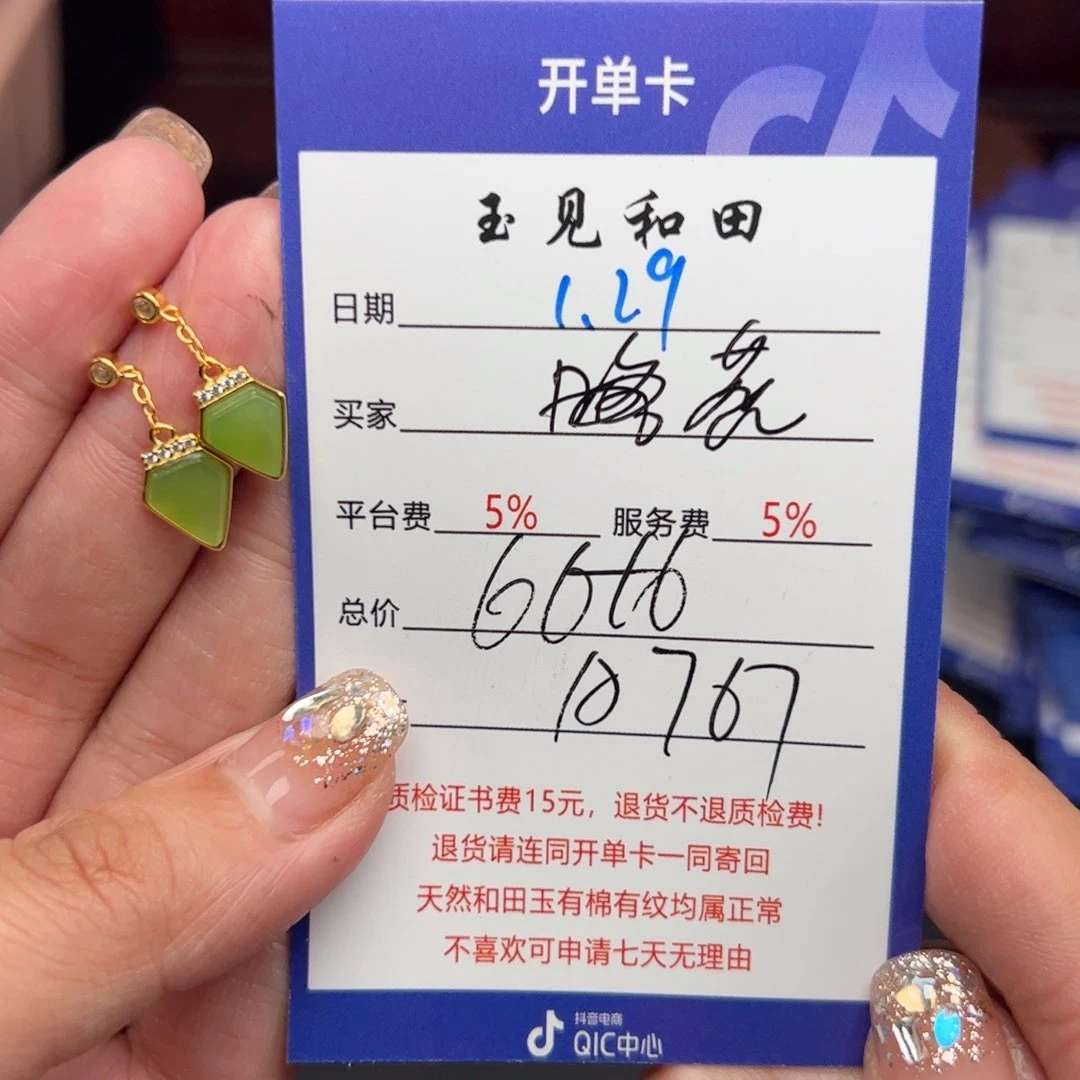 开单卡
玉见和田
日期 1.29
买家
平台费 5% 服务费 5%
总价
10767
质检证书费15元，退货不退质检费！
退货请连同开单卡一同寄回
天然和田玉有棉有纹均属正常
不喜欢可申请七天无理由
抖音电商
QIC中心